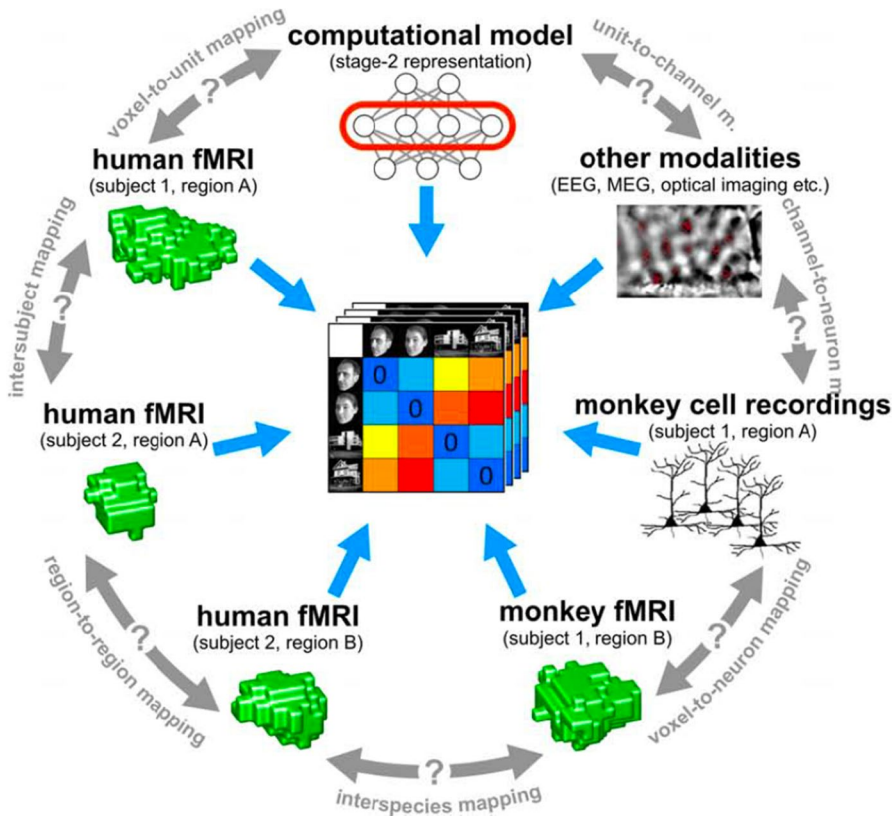 computational model
(stage-2 representation)
voxel-to-unit mapping
?
unit-to-channel m.
?
human fMRI
(subject 1, region A)
other modalities
(EEG, MEG, optical imaging etc.)
intersubject mapping
?
channel-to-neuron m.
?
0
0
0
0
human fMRI
(subject 2, region A)
monkey cell recordings
(subject 1, region A)
region-to-region mapping
?
human fMRI
(subject 2, region B)
monkey fMRI
(subject 1, region B)
voxel-to-neuron mapping
?
?
interspecies mapping